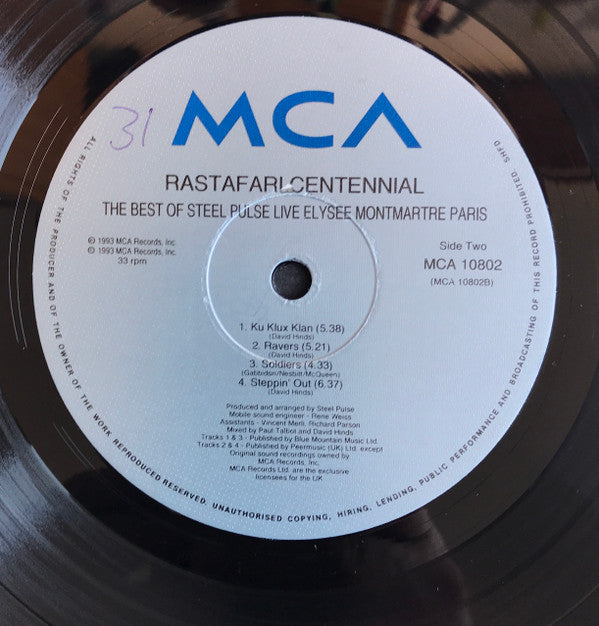 31
MCA
RASTAFARI CENTENNIAL
THE BEST OF STEEL PULSE LIVE ELYSEE MONTMARTRE PARIS
℗ 1993 MCA Records, Inc.
© 1993 MCA Records, Inc.
33 rpm
Side Two
MCA 10802
(MCA 10802B)
1. Ku Klux Klan (5.38)
(David Hinds)
2. Ravers (5.21)
(David Hinds)
3. Soldiers (4.33)
(Gabbidon/Nesbitt/McQueen)
4. Steppin' Out (6.37)
(David Hinds)
Produced and arranged by Steel Pulse
Mobile sound engineer - Rene Weiss
Assistants - Vincent Merli, Richard Parson
Mixed by Paul Talbot and David Hinds
Tracks 1 & 3 - Published by Blue Mountain Music Ltd.
Tracks 2 & 4 - Published by Peermusic (UK) Ltd. except
Original sound recordings owned by
MCA Records, Inc.
MCA Records Ltd. are the exclusive
licensees for the UK
ALL RIGHTS OF THE PRODUCER AND OF THE OWNER OF THE WORK REPRODUCED RESERVED. UNAUTHORISED COPYING, HIRING, LENDING, PUBLIC PERFORMANCE AND BROADCASTING OF THIS RECORD PROHIBITED SHFD